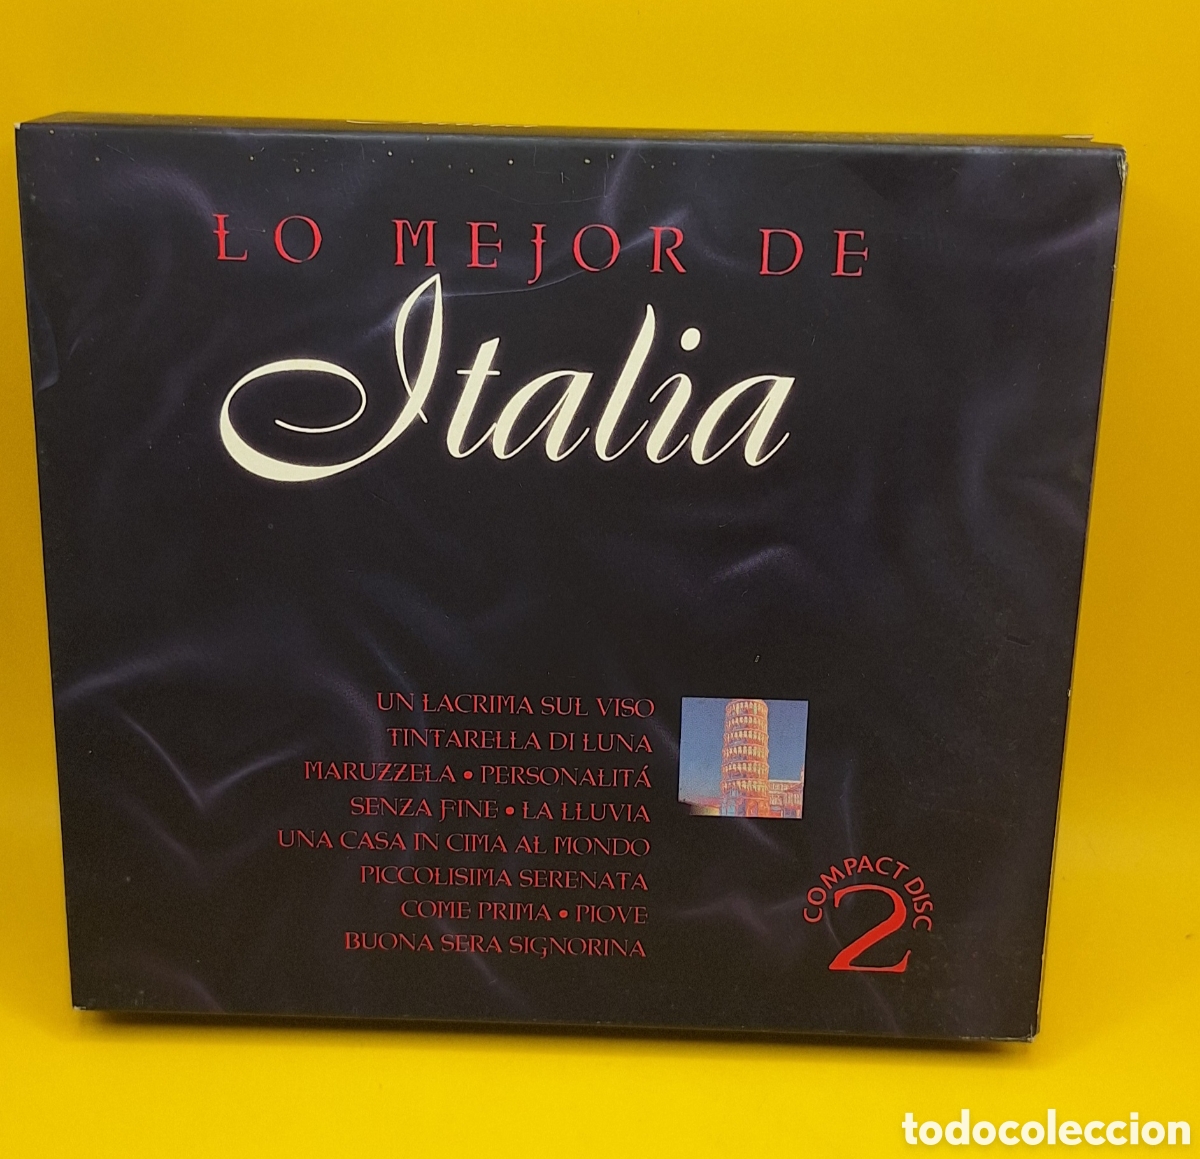 LO MEJOR DE
Italia
UN LACRIMA SUL VISO
TINTARELLA DI LUNA
MARUZZELA • PERSONALITÁ
SENZA FINE • LA LLUVIA
UNA CASA IN CIMA AL MONDO
PICCOLISIMA SERENATA
COME PRIMA • PIOVE
BUONA SERA SIGNORINA
COMPACT DISC
2
todocoleccion